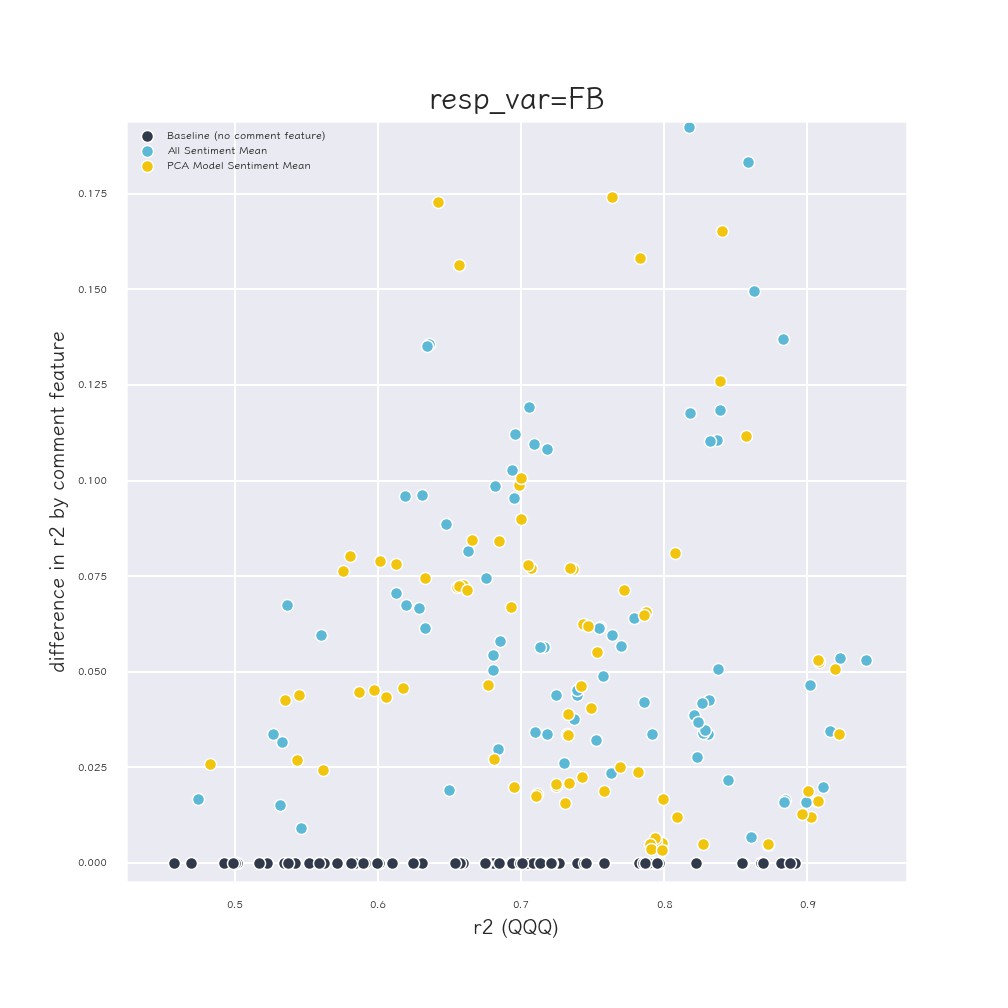 resp_var=FB
Baseline (no comment feature)
All Sentiment Mean
PCA Model Sentiment Mean
0.175
0.150
0.125
0.100
0.075
0.050
0.025
0.000
difference in r2 by comment feature
0.5 0.6 0.7 0.8 0.9
r2 (QQQ)